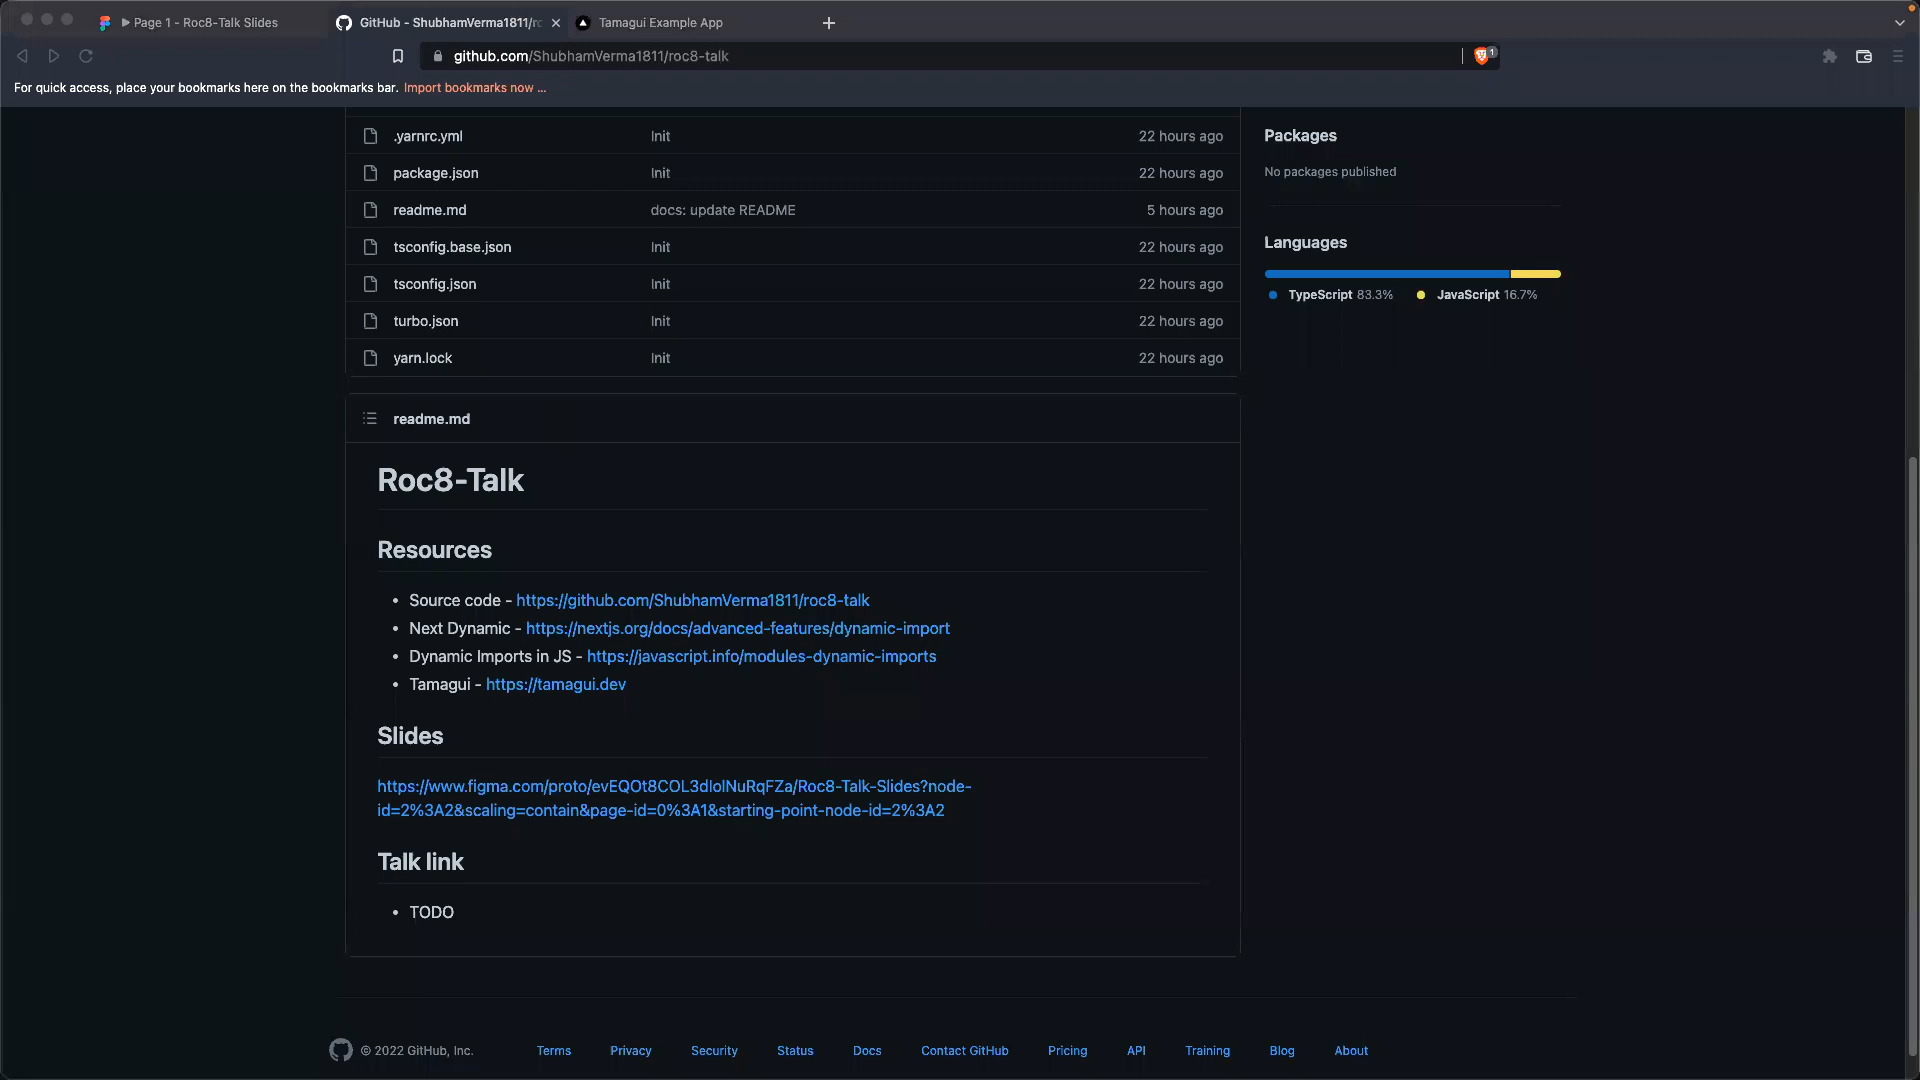 Page 1 - Roc8-Talk Slides
GitHub - ShubhamVerma1811/ro
Tamagui Example App
github.com/ShubhamVerma1811/roc8-talk
1
For quick access, place your bookmarks here on the bookmarks bar. Import bookmarks now ...
.yarnrc.yml Init 22 hours ago
package.json Init 22 hours ago
readme.md docs: update README 5 hours ago
tsconfig.base.json Init 22 hours ago
tsconfig.json Init 22 hours ago
turbo.json Init 22 hours ago
yarn.lock Init 22 hours ago
Packages
No packages published
Languages
TypeScript 83.3% JavaScript 16.7%
readme.md
Roc8-Talk
Resources
Source code - https://github.com/ShubhamVerma1811/roc8-talk
Next Dynamic - https://nextjs.org/docs/advanced-features/dynamic-import
Dynamic Imports in JS - https://javascript.info/modules-dynamic-imports
Tamagui - https://tamagui.dev
Slides
https://www.figma.com/proto/evEQOt8COL3dIolNuRqFZa/Roc8-Talk-Slides?node-
id=2%3A2&scaling=contain&page-id=0%3A1&starting-point-node-id=2%3A2
Talk link
TODO
© 2022 GitHub, Inc. Terms Privacy Security Status Docs Contact GitHub Pricing API Training Blog About